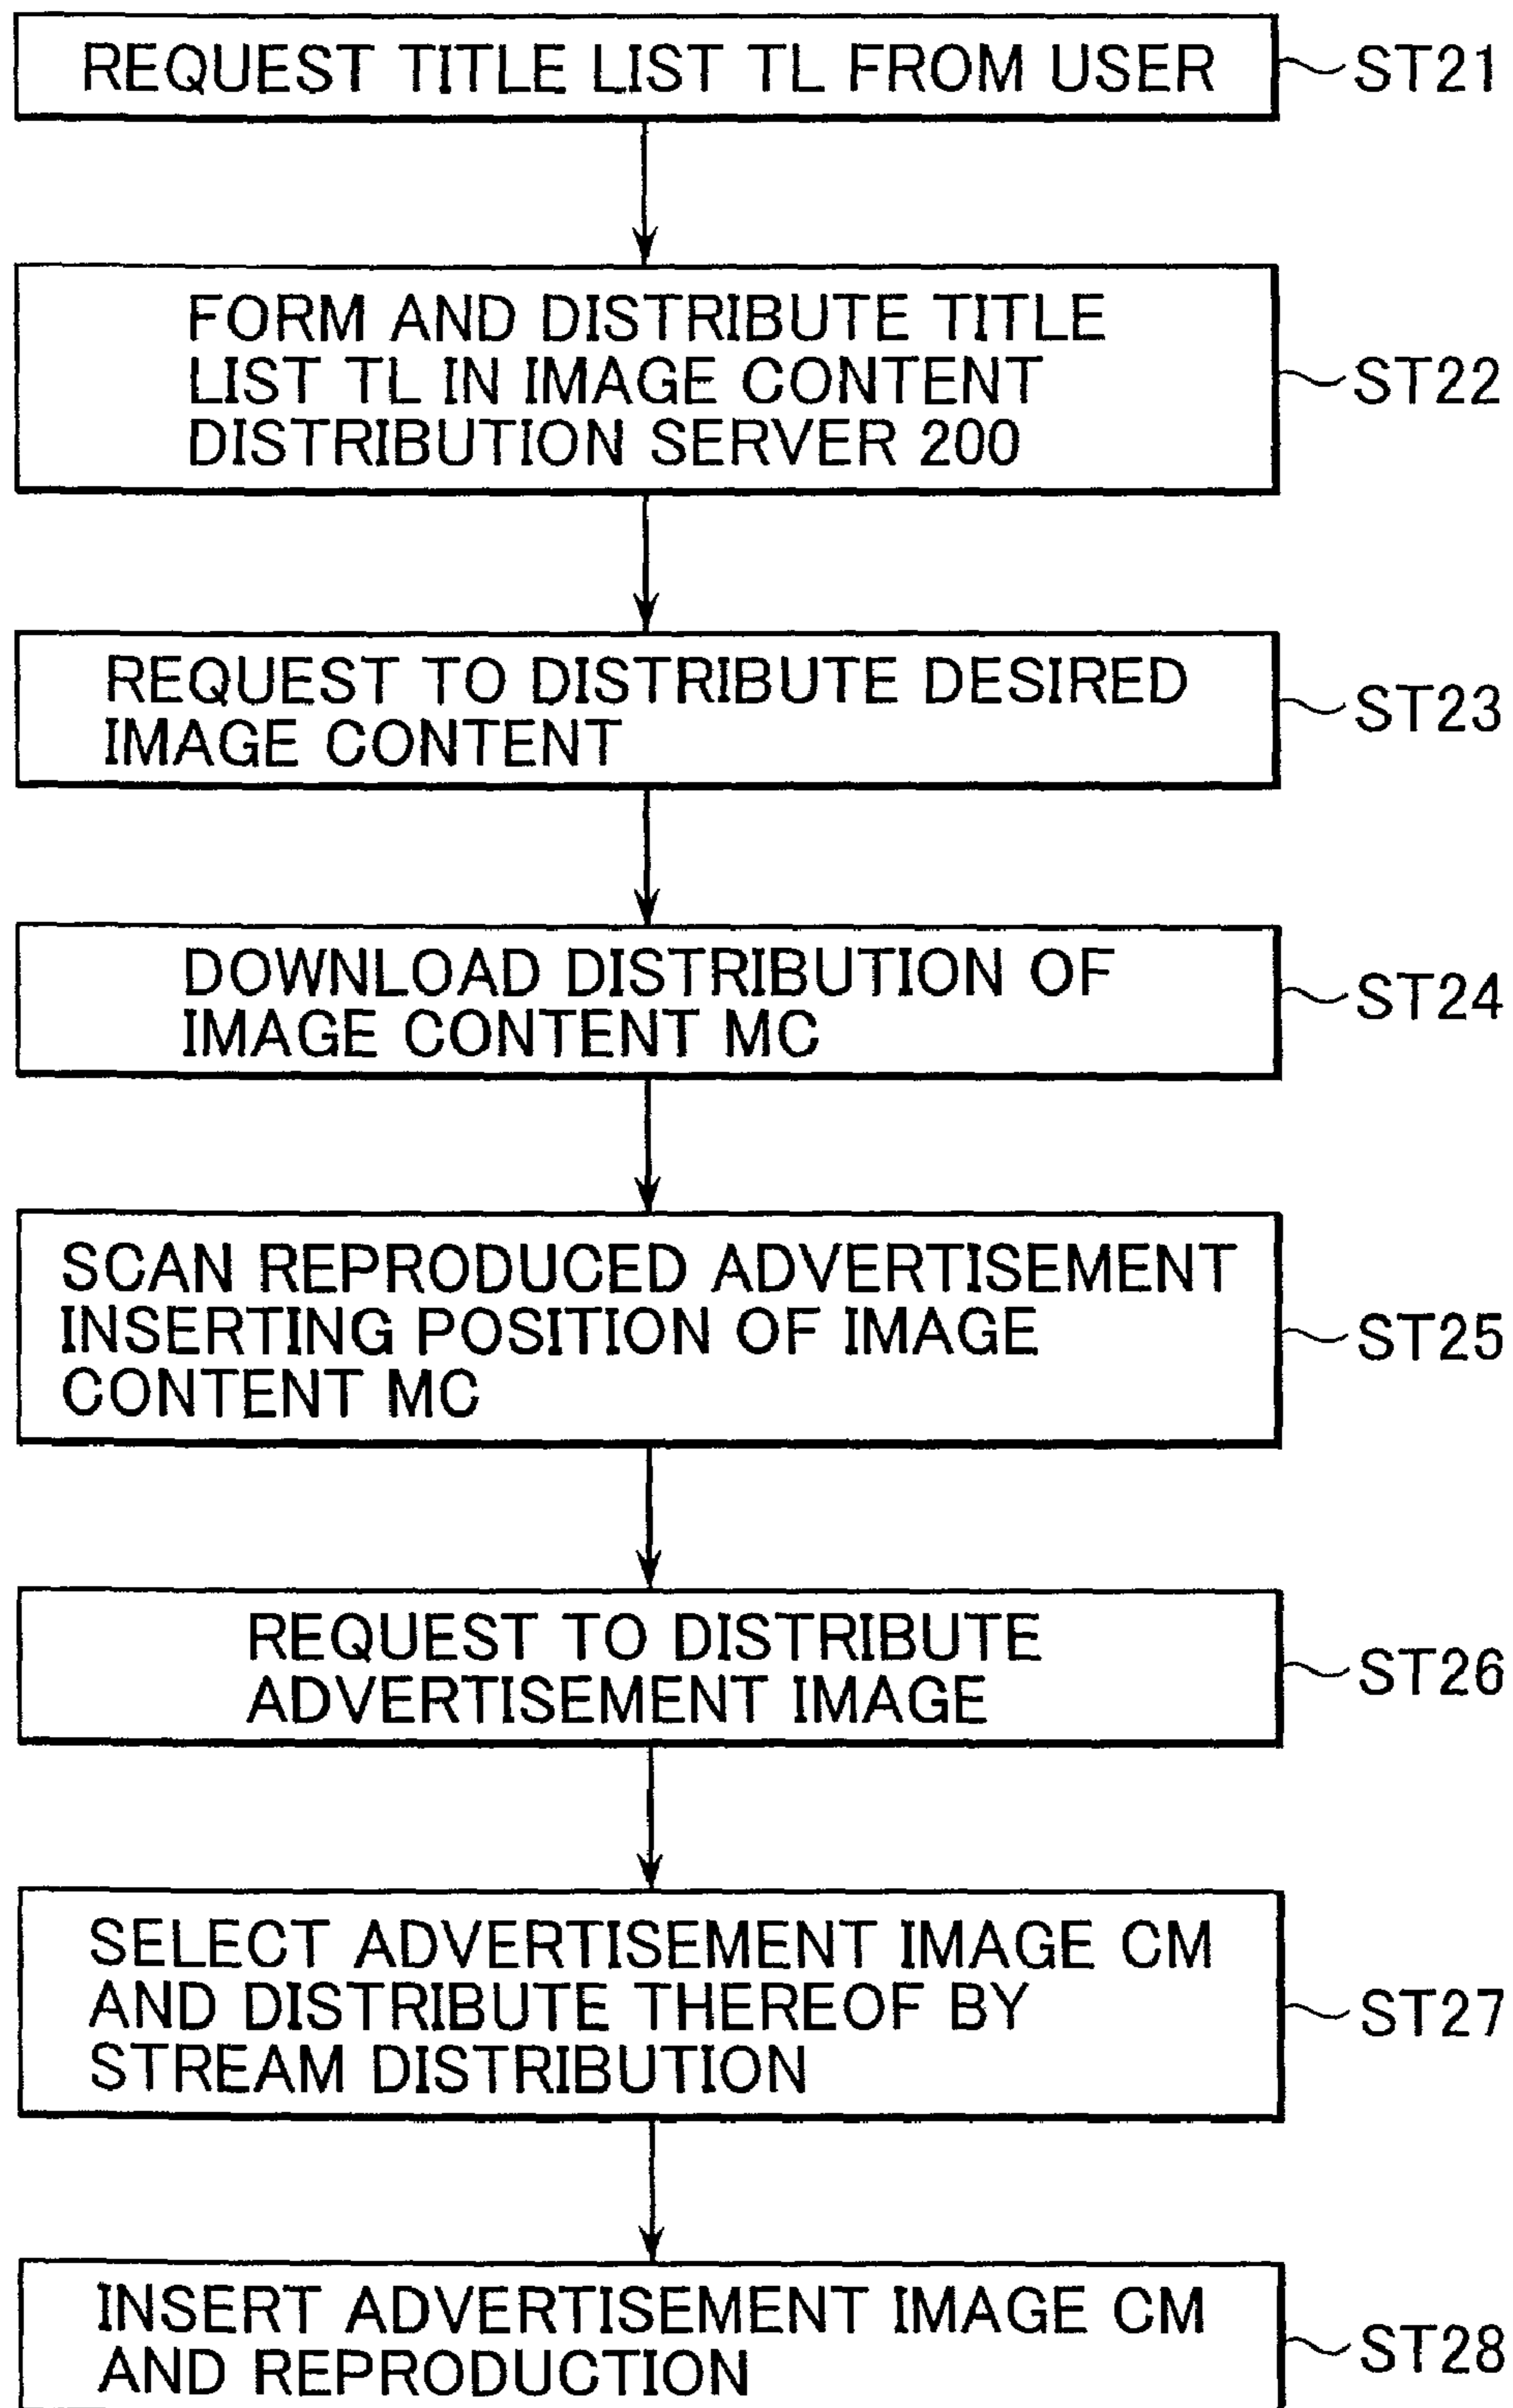 REQUEST TITLE LIST TL FROM USER
ST21
FORM AND DISTRIBUTE TITLE
LIST TL IN IMAGE CONTENT
DISTRIBUTION SERVER 200
ST22
REQUEST TO DISTRIBUTE DESIRED
IMAGE CONTENT
ST23
DOWNLOAD DISTRIBUTION OF
IMAGE CONTENT MC
ST24
SCAN REPRODUCED ADVERTISEMENT
INSERTING POSITION OF IMAGE
CONTENT MC
ST25
REQUEST TO DISTRIBUTE
ADVERTISEMENT IMAGE
ST26
SELECT ADVERTISEMENT IMAGE CM
AND DISTRIBUTE THEREOF BY
STREAM DISTRIBUTION
ST27
INSERT ADVERTISEMENT IMAGE CM
AND REPRODUCTION
ST28